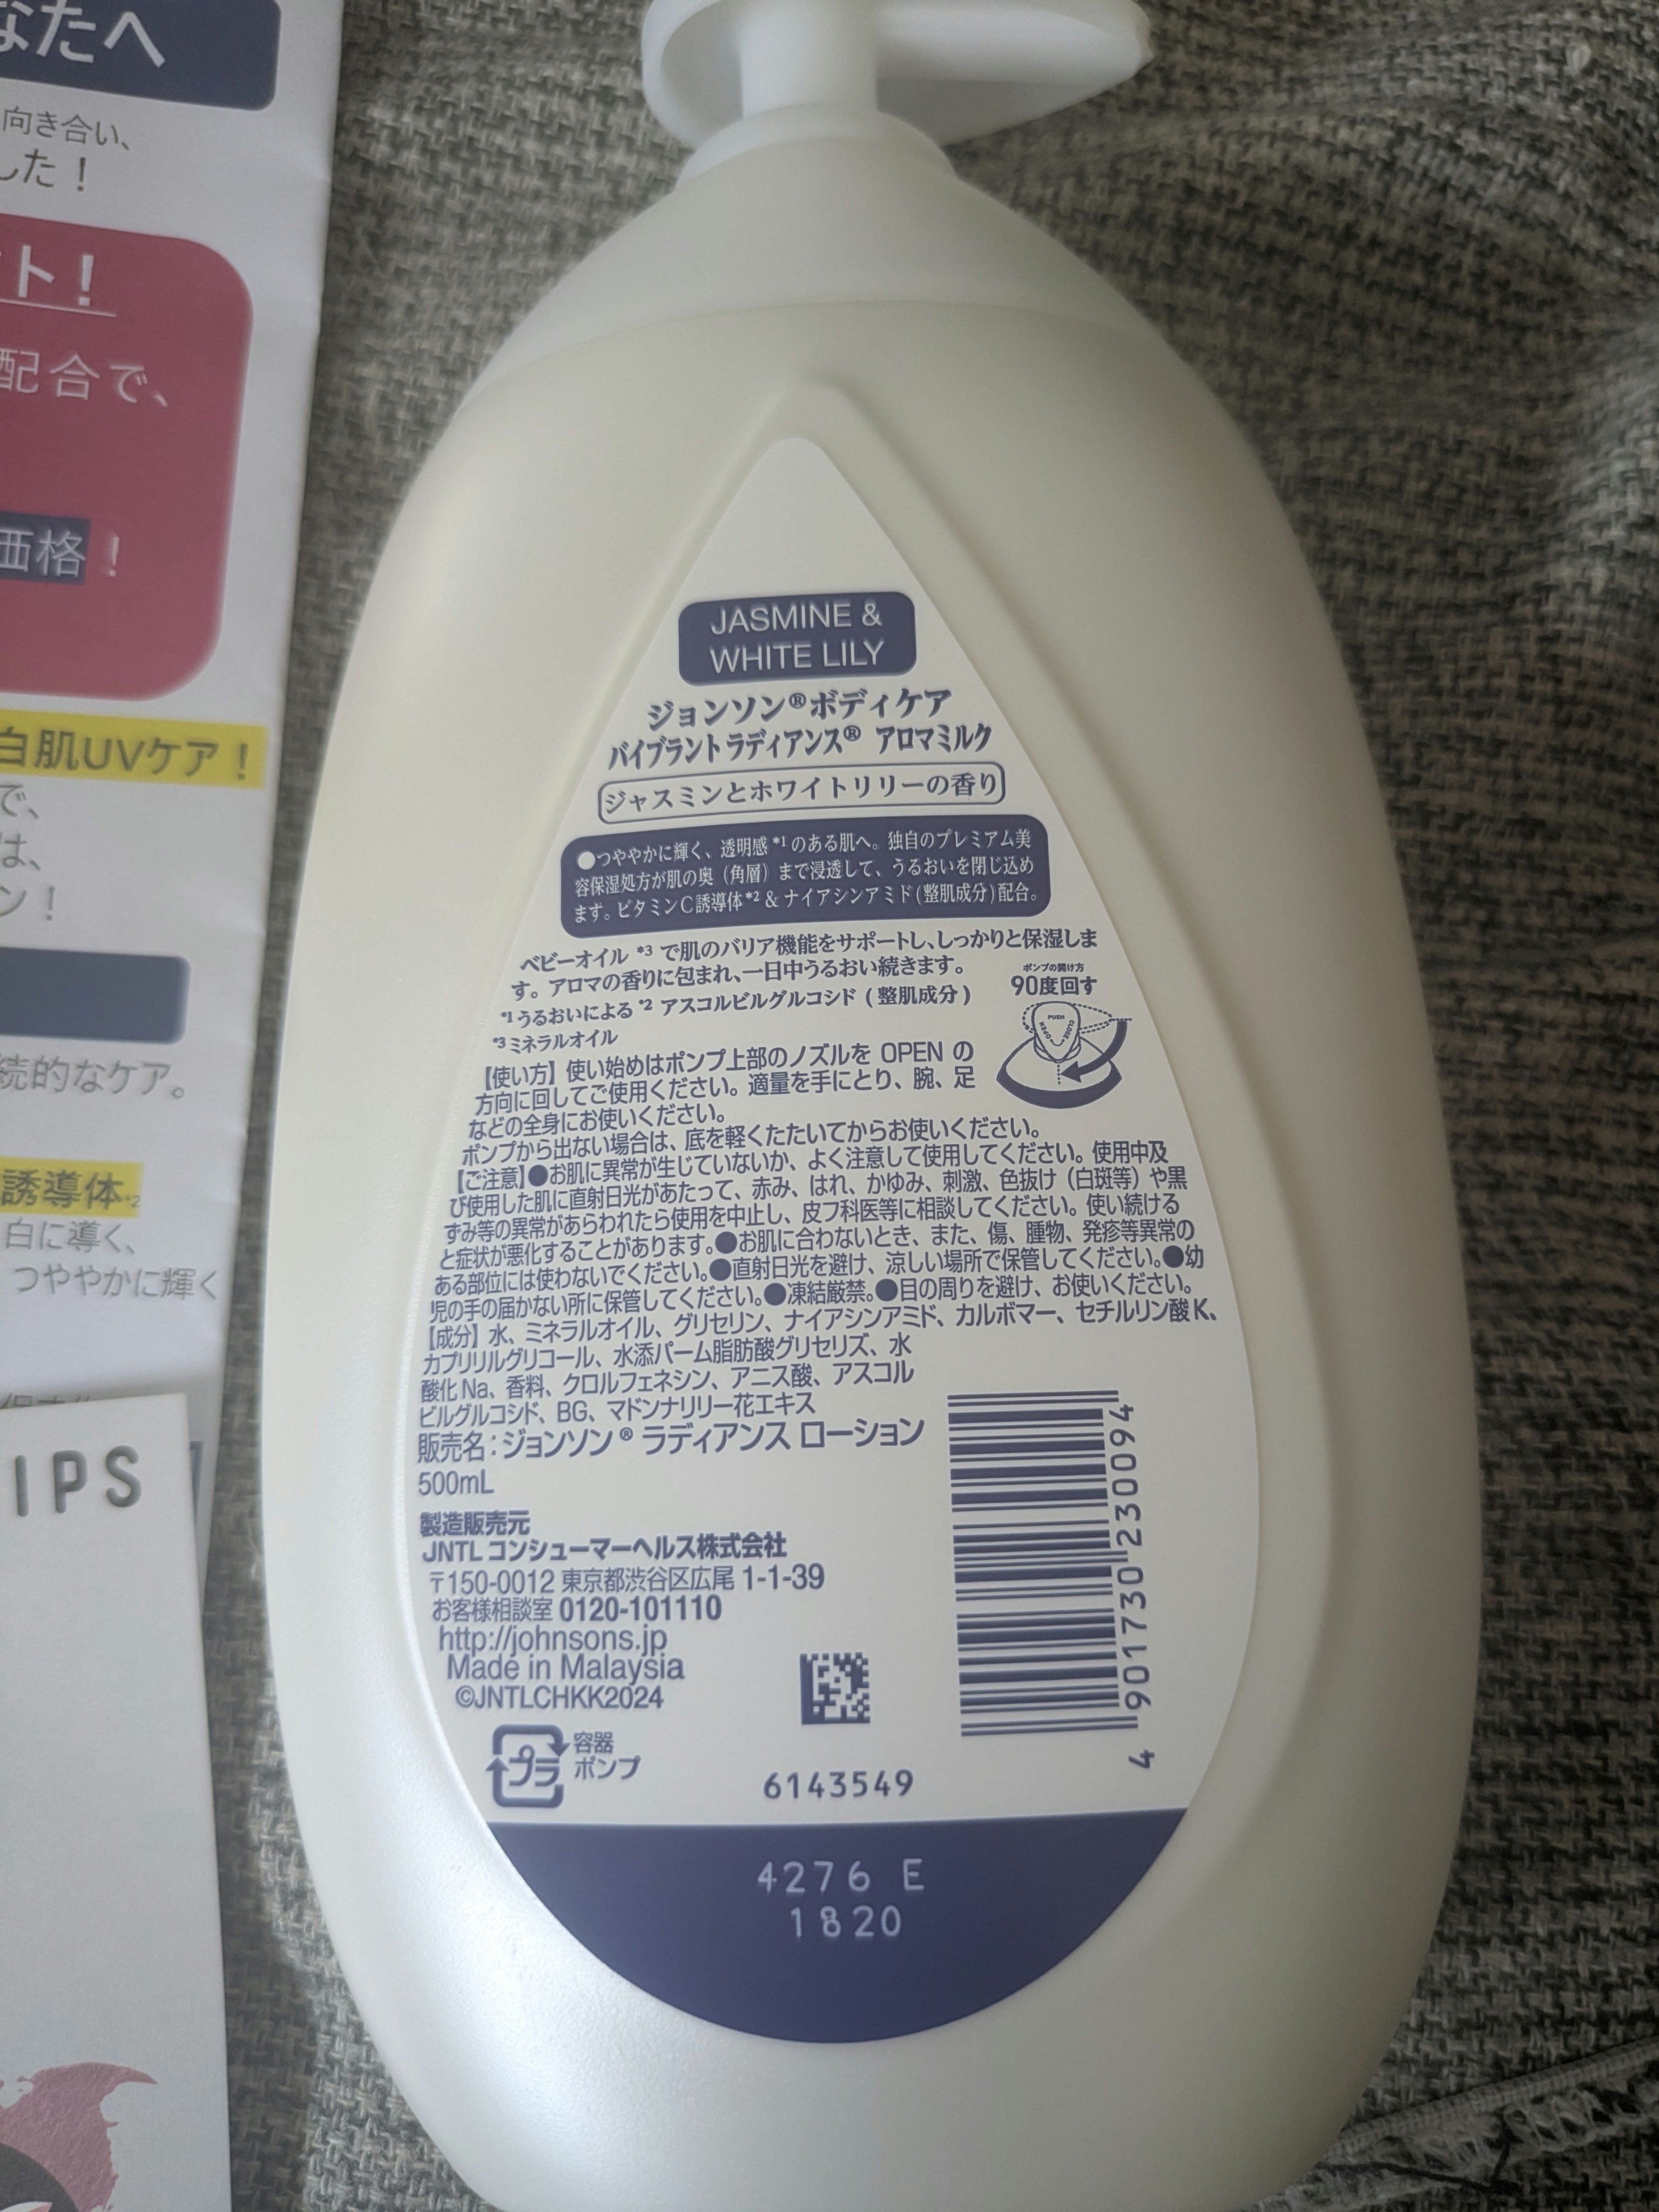 なたへ
向き合い、
した！
ト！
配合で、
価格！
白肌UVケア！
で、
は、
ン！
続的なケア。
誘導体*2
白に導く、
つややかに輝く
IPS
JASMINE &
WHITE LILY
ジョンソン®ボディケア
バイブラントラディアンス® アロマミルク
ジャスミンとホワイトリリーの香り
●つややかに輝く、透明感*1のある肌へ。独自のプレミアム美
容保湿処方が肌の奥（角層）まで浸透して、うるおいを閉じ込め
ます。ビタミンC誘導体*2 & ナイアシンアミド(整肌成分)配合。
ベビーオイル*3で肌のバリア機能をサポートし、しっかりと保湿しま
す。アロマの香りに包まれ、一日中うるおい続きます。
*1うるおいによる *2 アスコルビルグルコシド (整肌成分)
*3ミネラルオイル
ポンプの開け方
90度回す
PUSH
【使い方】使い始めはポンプ上部のノズルを OPEN の
方向に回してご使用ください。適量を手にとり、腕、足
などの全身にお使いください。
ポンプから出ない場合は、底を軽くたたいてからお使いください。
【ご注意】●お肌に異常が生じていないか、よく注意して使用してください。使用中及
び使用した肌に直射日光があたって、赤み、はれ、かゆみ、刺激、色抜け（白斑等）や黒
ずみ等の異常があらわれたら使用を中止し、皮フ科医等に相談してください。使い続ける
と症状が悪化することがあります。●お肌に合わないとき、また、傷、腫物、発疹等異常の
ある部位には使わないでください。●直射日光を避け、涼しい場所で保管してください。●幼
児の手の届かない所に保管してください。●凍結厳禁。●目の周りを避け、お使いください。
【成分】水、ミネラルオイル、グリセリン、ナイアシンアミド、カルボマー、セチルリン酸K、
カプリリルグリコール、水添パーム脂肪酸グリセリズ、水
酸化Na、香料、クロルフェネシン、アニス酸、アスコル
ビルグルコシド、BG、マドンナリリー花エキス
販売名：ジョンソン® ラディアンス ローション
500mL
製造販売元
JNTL コンシューマーヘルス株式会社
〒150-0012 東京都渋谷区広尾 1-1-39
お客様相談室 0120-101110
http://johnsons.jp
Made in Malaysia
©JNTLCHKK2024
プラ
容器
ポンプ
6143549
4 901730 230094
4276 E
1820